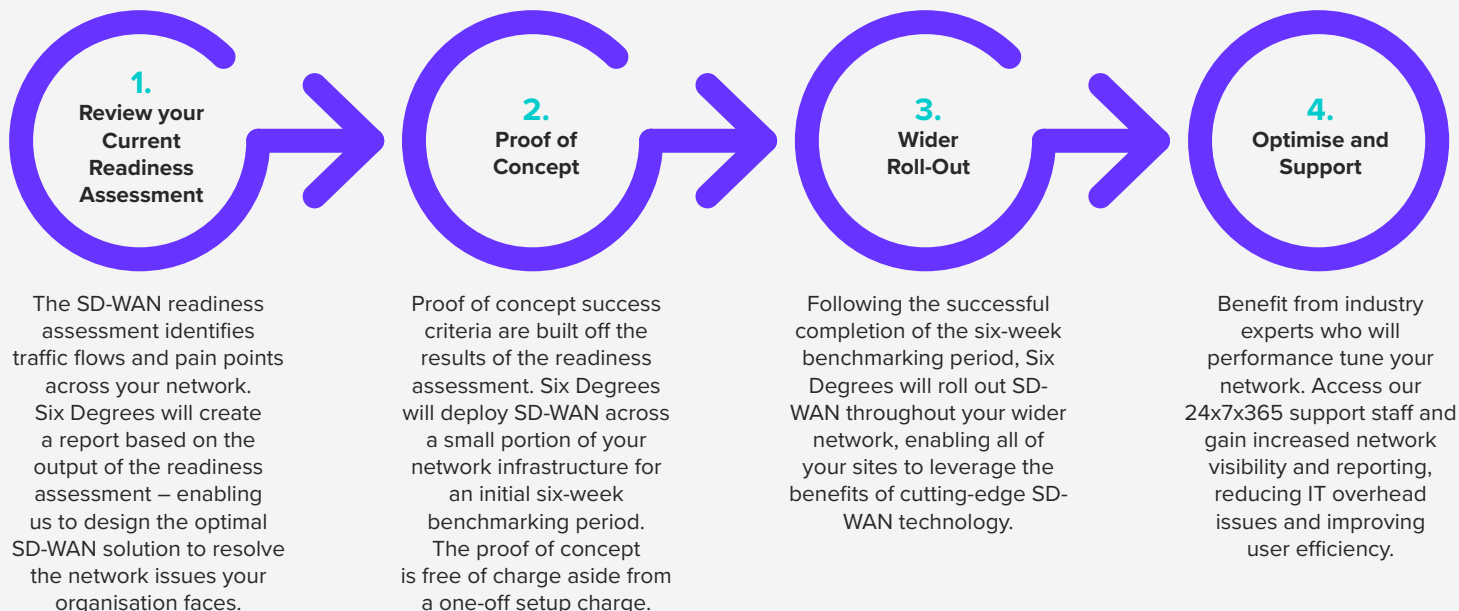 1.
Review your
Current
Readiness
Assessment
The SD-WAN readiness
assessment identifies
traffic flows and pain points
across your network.
Six Degrees will create
a report based on the
output of the readiness
assessment – enabling
us to design the optimal
SD-WAN solution to resolve
the network issues your
organisation faces.
2.
Proof of
Concept
Proof of concept success
criteria are built off the
results of the readiness
assessment. Six Degrees
will deploy SD-WAN across
a small portion of your
network infrastructure for
an initial six-week
benchmarking period.
The proof of concept
is free of charge aside from
a one-off setup charge.
3.
Wider
Roll-Out
Following the successful
completion of the six-week
benchmarking period, Six
Degrees will roll out SD-
WAN throughout your wider
network, enabling all of
your sites to leverage the
benefits of cutting-edge SD-
WAN technology.
4.
Optimise and
Support
Benefit from industry
experts who will
performance tune your
network. Access our
24x7x365 support staff and
gain increased network
visibility and reporting,
reducing IT overhead
issues and improving
user efficiency.